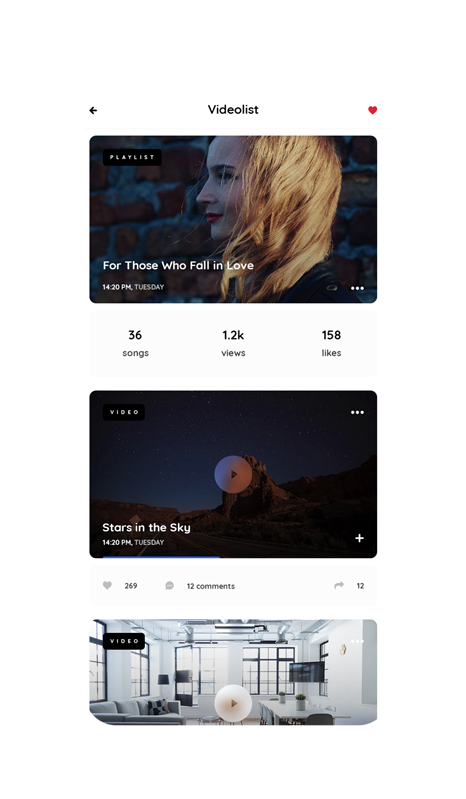 Videolist
PLAYLIST
For Those Who Fall in Love
14:20 PM, TUESDAY
36
1.2k
158
songs
views
likes
VIDEO
Stars in the Sky
14:20 PM, TUESDAY
269
12 comments
12
VIDEO